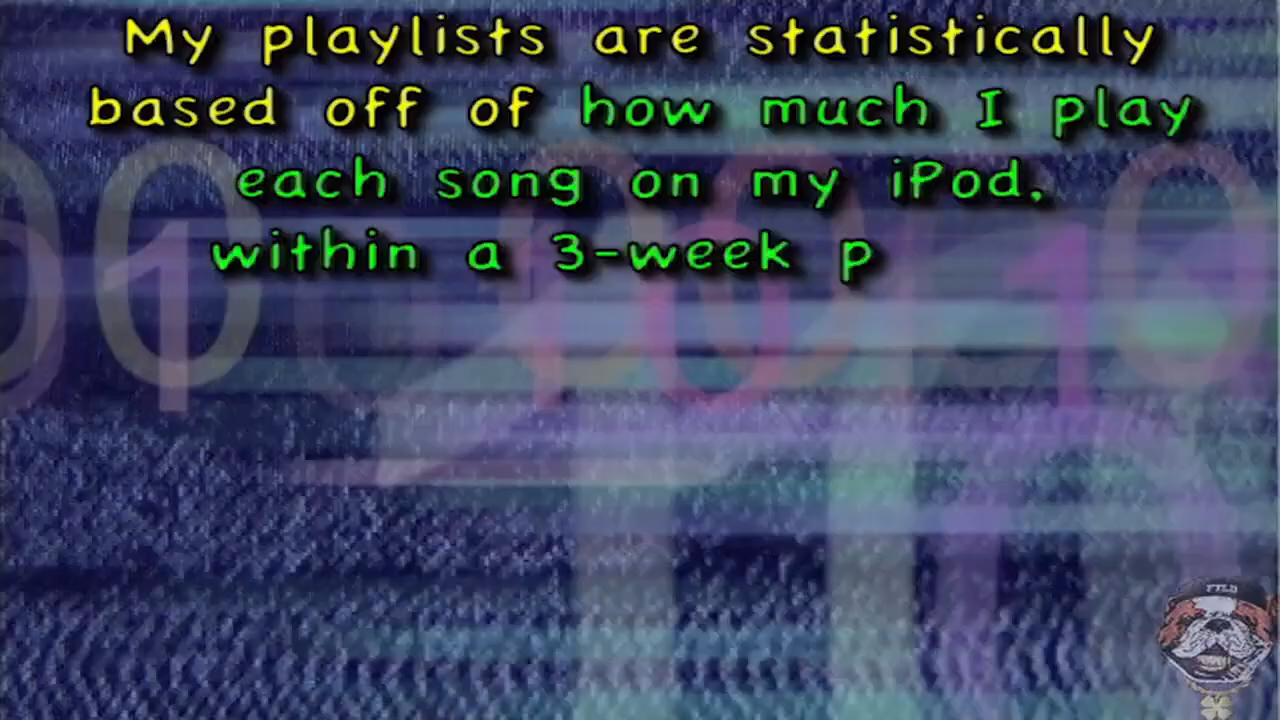 My playlists are statistically
based off of how much I play
each song on my iPod,
within a 3-week p